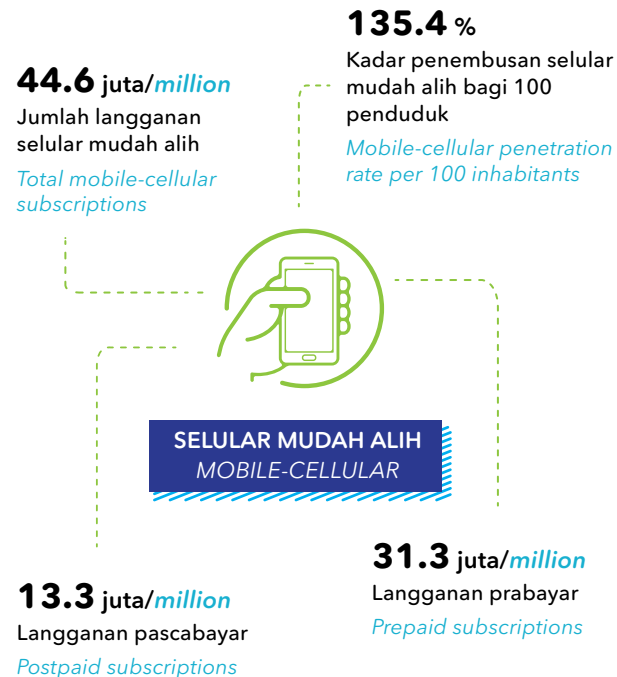 135.4 %
Kadar penembusan selular
mudah alih bagi 100
penduduk
Mobile-cellular penetration
rate per 100 inhabitants
44.6 juta/million
Jumlah langganan
selular mudah alih
Total mobile-cellular
subscriptions
SELULAR MUDAH ALIH
MOBILE-CELLULAR
31.3 juta/million
Langganan prabayar
Prepaid subscriptions
13.3 juta/million
Langganan pascabayar
Postpaid subscriptions